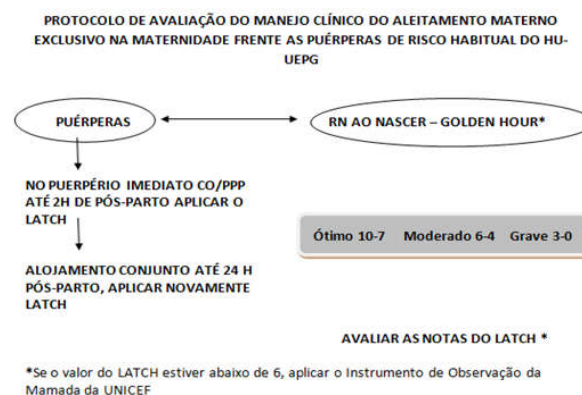 PROTOCOLO DE AVALIAÇÃO DO MANEJO CLÍNICO DO ALEITAMENTO MATERNO
EXCLUSIVO NA MATERNIDADE FRENTE AS PUÉRPERAS DE RISCO HABITUAL DO HU-
UEPG
PUÉRPERAS
RN AO NASCER – GOLDEN HOUR*
NO PUERPÉRIO IMEDIATO CO/PPP
ATÉ 2H DE PÓS-PARTO APLICAR O
LATCH
Ótimo 10-7 Moderado 6-4 Grave 3-0
ALOJAMENTO CONJUNTO ATÉ 24 H
PÓS-PARTO, APLICAR NOVAMENTE
LATCH
AVALIAR AS NOTAS DO LATCH *
*Se o valor do LATCH estiver abaixo de 6, aplicar o Instrumento de Observação da
Mamada da UNICEF